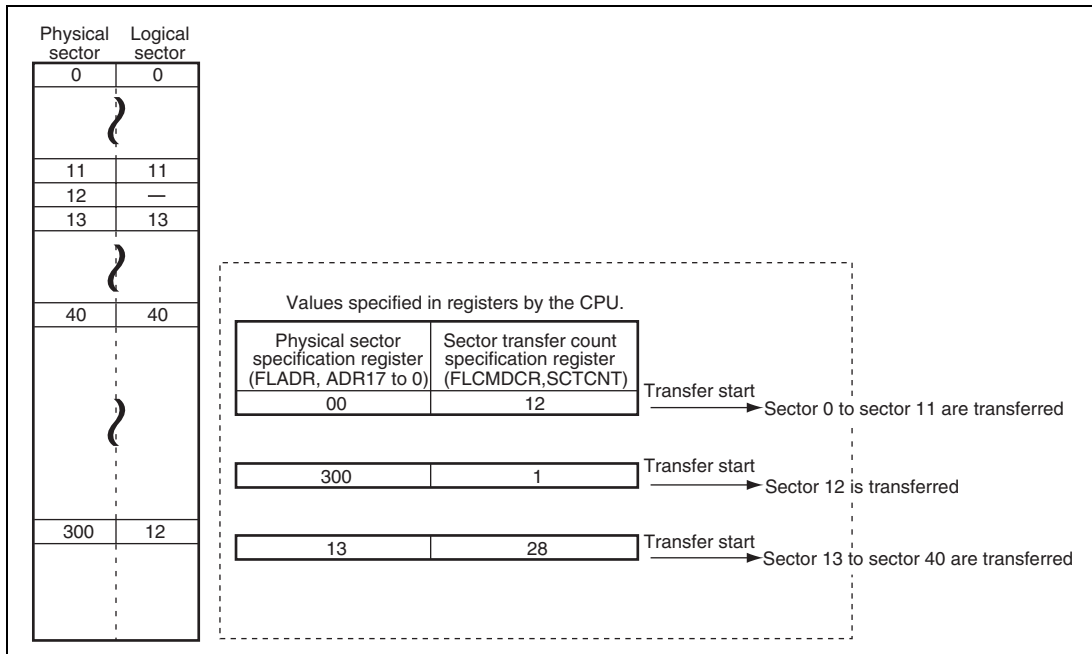 Physical sector Logical sector
0 0
11 11
12 —
13 13
40 40
300 12
Values specified in registers by the CPU.
Physical sector specification register (FLADR, ADR17 to 0) Sector transfer count specification register (FLCMDCR,SCTCNT)
00 12
Transfer start
Sector 0 to sector 11 are transferred
300 1
Transfer start
Sector 12 is transferred
13 28
Transfer start
Sector 13 to sector 40 are transferred